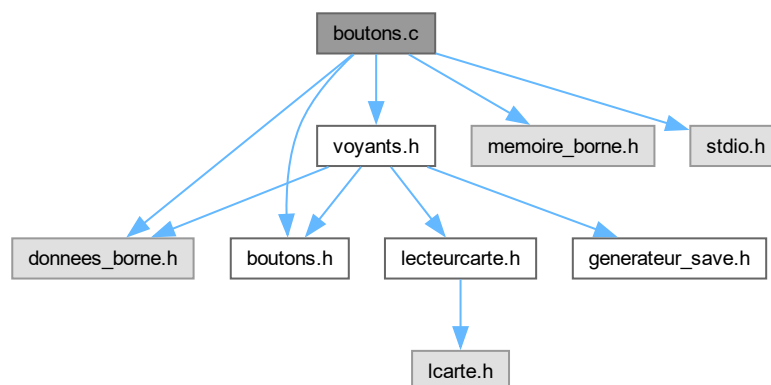 boutons.c
voyants.h
memoire_borne.h
stdio.h
donnees_borne.h
boutons.h
lecteurcarte.h
generateur_save.h
lcarte.h